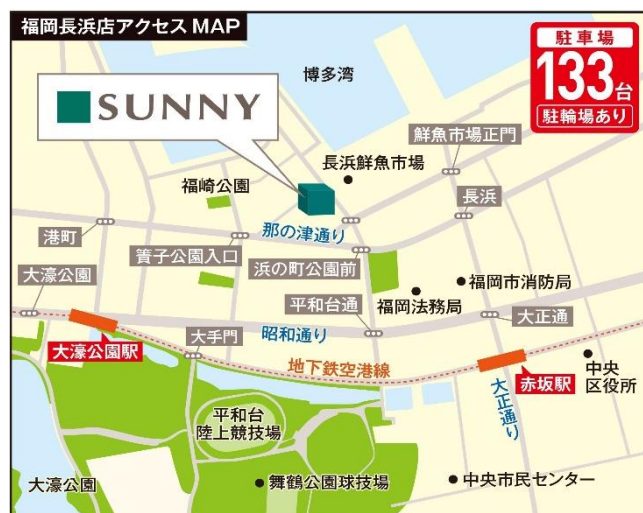 福岡長浜店アクセス MAP
駐車場
133台
駐輪場あり
博多湾
SUNNY
鮮魚市場正門
長浜鮮魚市場
福崎公園
長浜
港町
那の津通り
簀子公園入口
浜の町公園前
大濠公園
福岡市消防局
福岡法務局
平和台通
大正通
昭和通り
大手門
大濠公園駅
地下鉄空港線
赤坂駅
中央
区役所
大正通り
平和台
陸上競技場
大濠公園
舞鶴公園球技場
中央市民センター